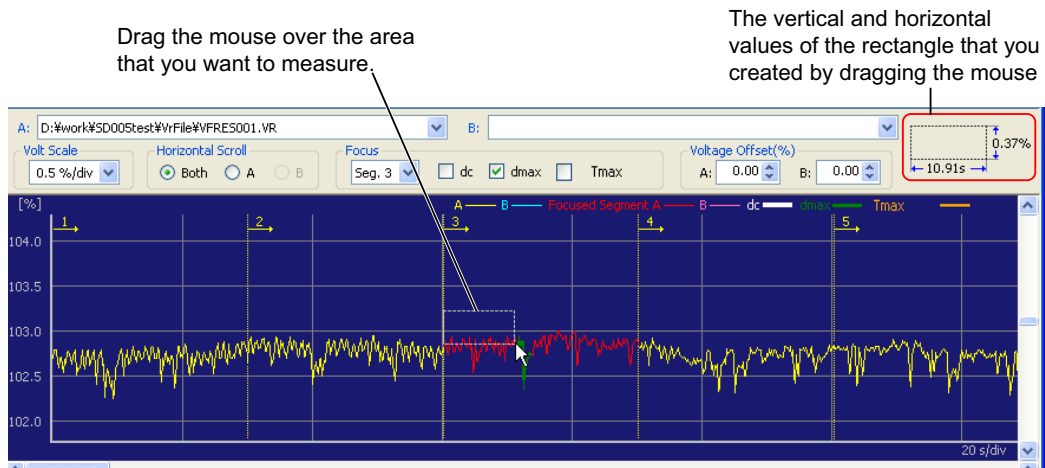 Drag the mouse over the area
that you want to measure.
The vertical and horizontal
values of the rectangle that you
created by dragging the mouse
A: D:¥work¥SD005test¥VrFile¥VFRES001.VR B:
Volt Scale Horizontal Scroll Focus Voltage Offset(%)
0.5 %/div Both A B Seg. 3 dc dmax Tmax A: 0.00 B: 0.00
0.37%
10.91s
[%] A B Focused Segment A B dc dmax Tmax
1 2 3 4 5
104.0
103.5
103.0
102.5
102.0
20 s/div